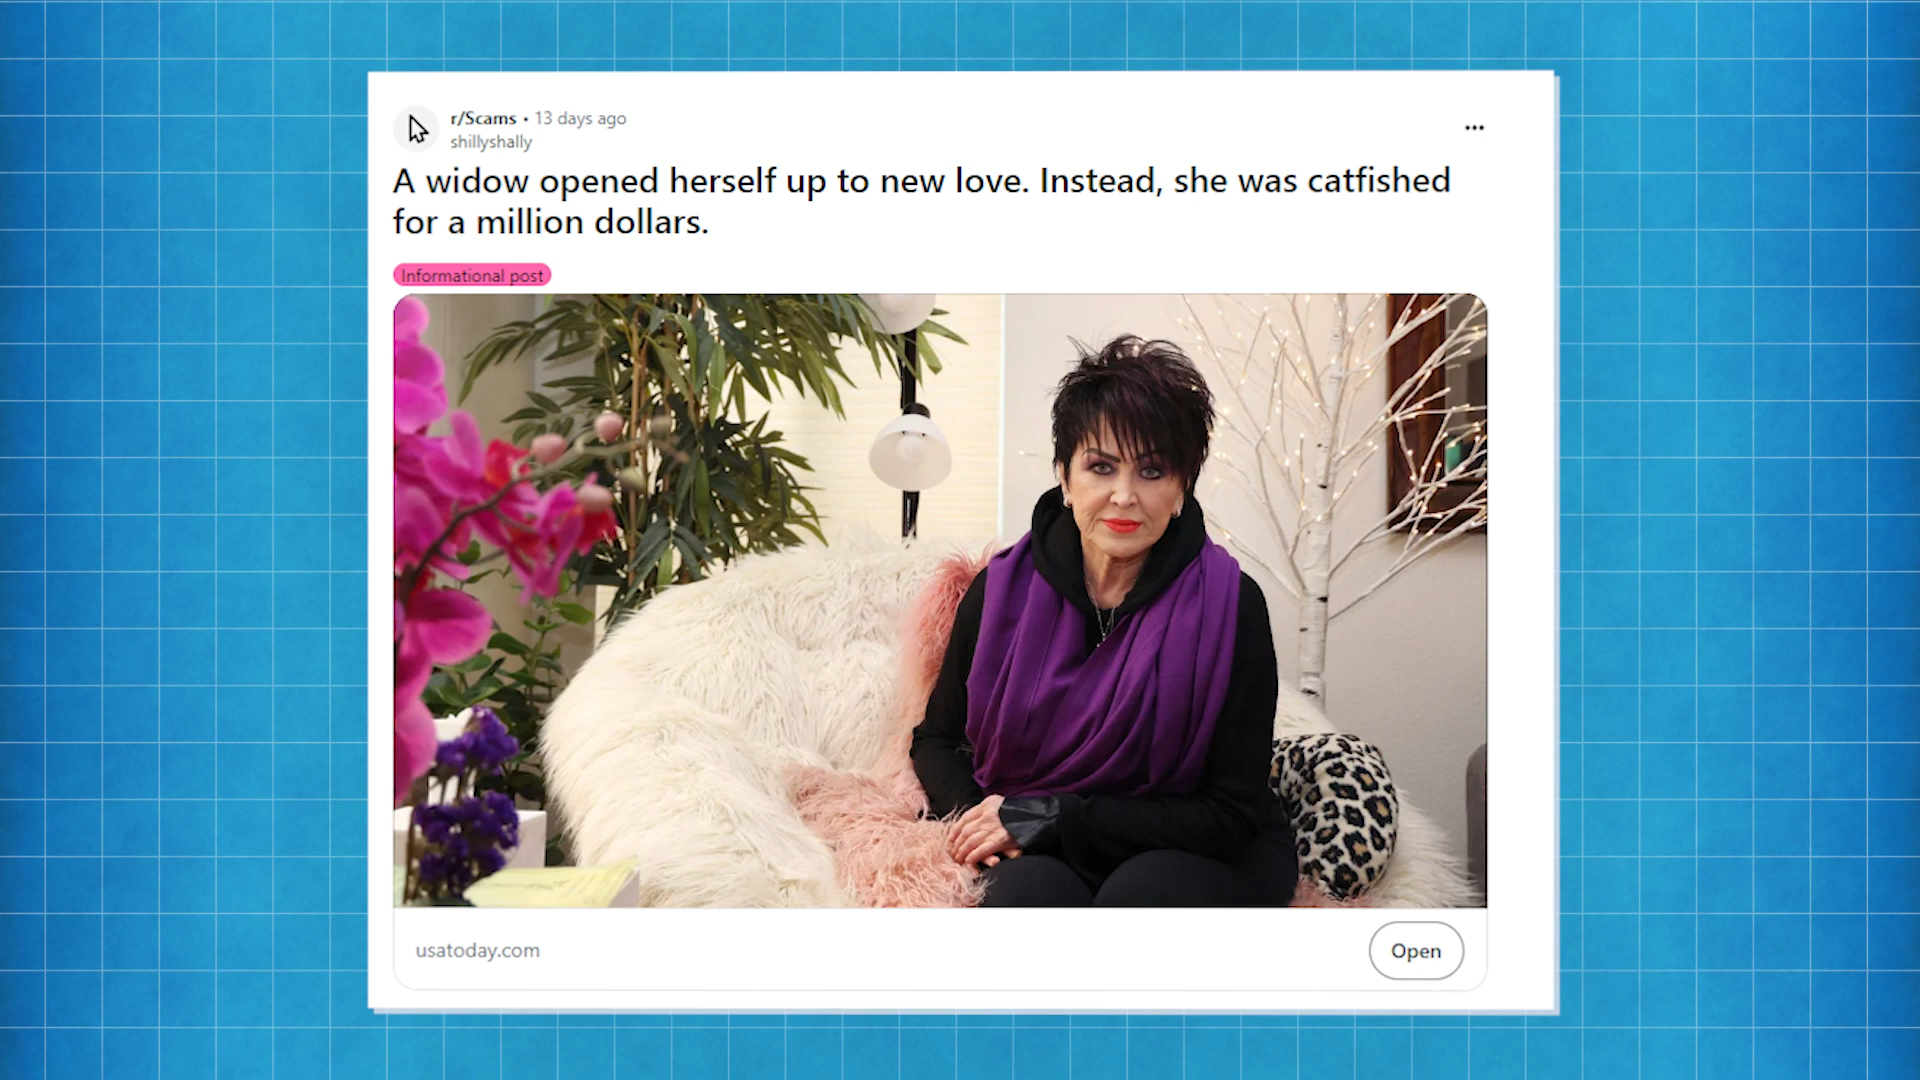 r/Scams • 13 days ago
shillyshally
A widow opened herself up to new love. Instead, she was catfished
for a million dollars.
Informational post
usatoday.com
Open